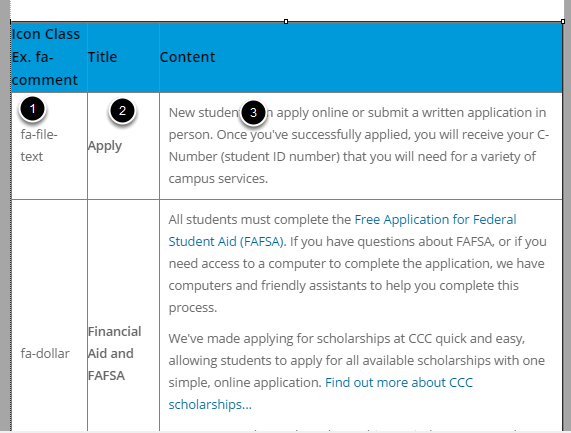 Icon Class
Ex. fa-
comment
Title
Content
1
2
3
fa-file-
text
Apply
New studen n apply online or submit a written application in
person. Once you've successfully applied, you will receive your C-
Number (student ID number) that you will need for a variety of
campus services.
fa-dollar
Financial
Aid and
FAFSA
All students must complete the Free Application for Federal
Student Aid (FAFSA). If you have questions about FAFSA, or if you
need access to a computer to complete the application, we have
computers and friendly assistants to help you complete this
process.
We've made applying for scholarships at CCC quick and easy,
allowing students to apply for all available scholarships with one
simple, online application. Find out more about CCC
scholarships...